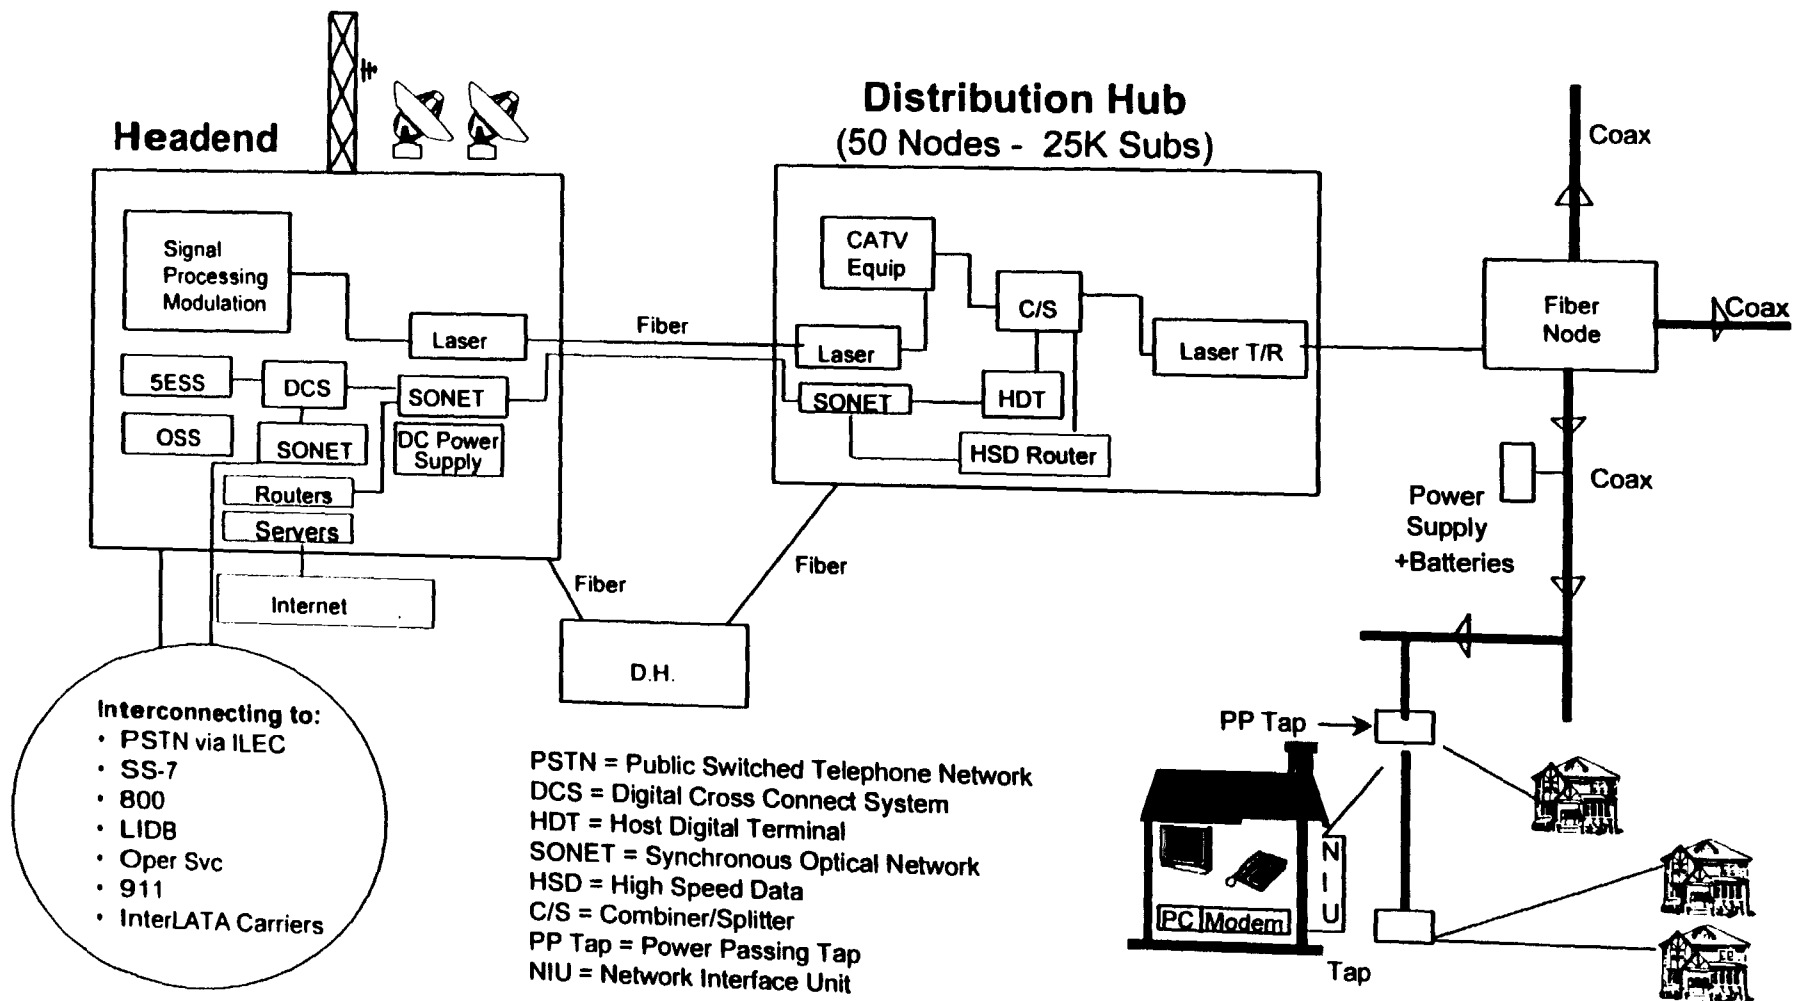 Headend
Distribution Hub
(50 Nodes - 25K Subs)
Signal
Processing
Modulation
Laser
5ESS
DCS
SONET
OSS
SONET
DC Power
Supply
Routers
Servers
Internet
Fiber
CATV
Equip
C/S
Laser
Laser T/R
SONET
HDT
HSD Router
Fiber
Node
Coax
Coax
Coax
Power
Supply
+Batteries
Fiber
Fiber
D.H.
Interconnecting to:
• PSTN via ILEC
• SS-7
• 800
• LIDB
• Oper Svc
• 911
• InterLATA Carriers
PSTN = Public Switched Telephone Network
DCS = Digital Cross Connect System
HDT = Host Digital Terminal
SONET = Synchronous Optical Network
HSD = High Speed Data
C/S = Combiner/Splitter
PP Tap = Power Passing Tap
NIU = Network Interface Unit
PP Tap
NIU
PC Modem
Tap